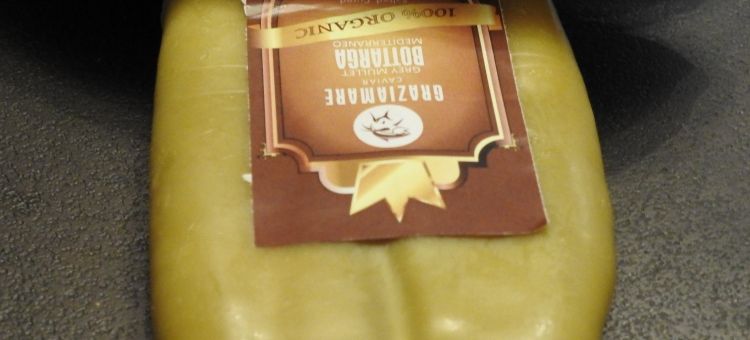 GRAZIAMARE
CAVIAR
GREY MULLET
BOTTARGA
MEDITERRANEO
100% ORGANIC